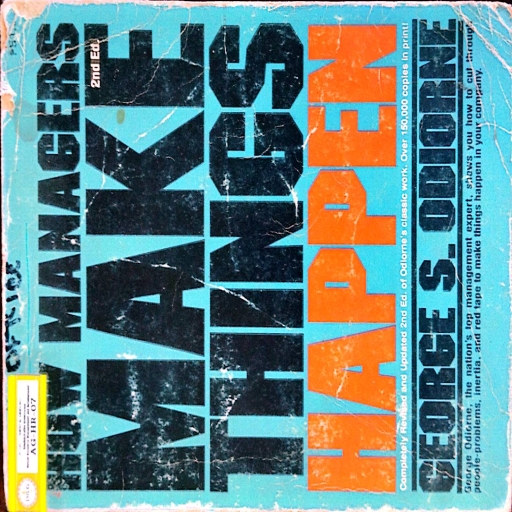 HOW MANAGERS
MAKE
2nd Ed.
THINGS
HAPPEN
Completely Revised and Updated 2nd Ed. of Odiorne's classic work. Over 150,000 copies in print!
GEORGE S. ODIORNE
George Odiorne, the nation's top management expert, shows you how to cut through
people-problems, inertia, and red tape to make things happen in your company.
AG HR-07